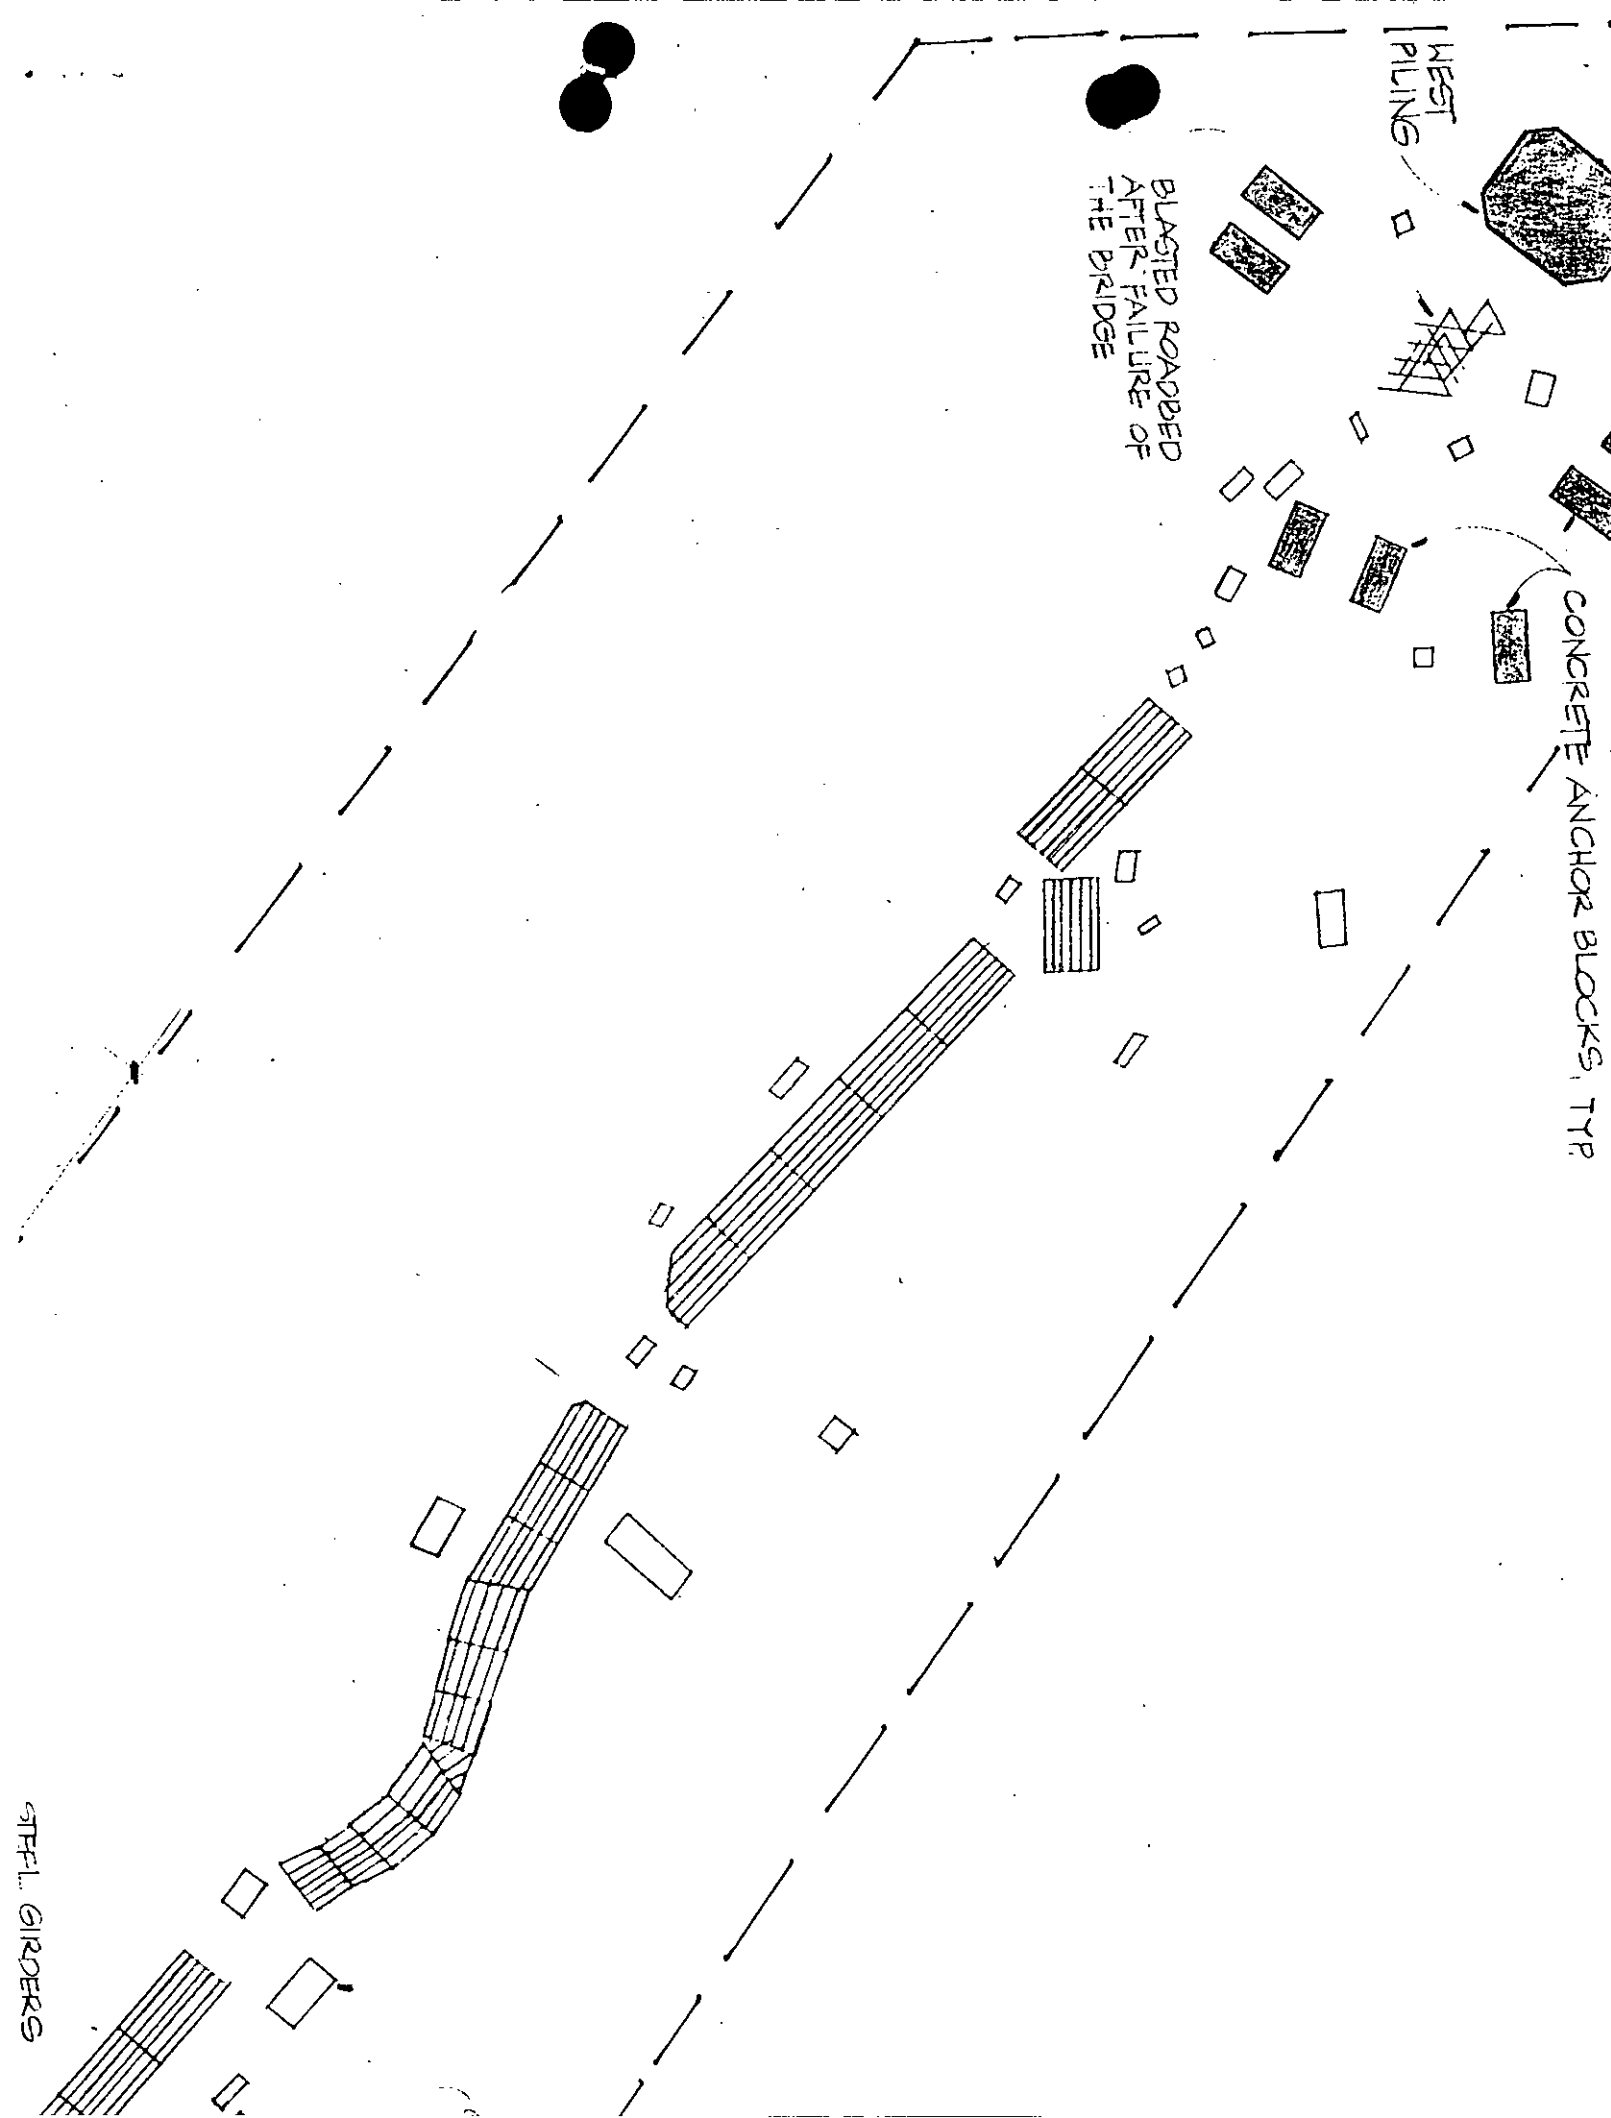 WEST
PILING
BLASTED ROADBED
AFTER FAILURE OF
THE BRIDGE
CONCRETE ANCHOR BLOCKS, TYP.
STEEL GIRDERS